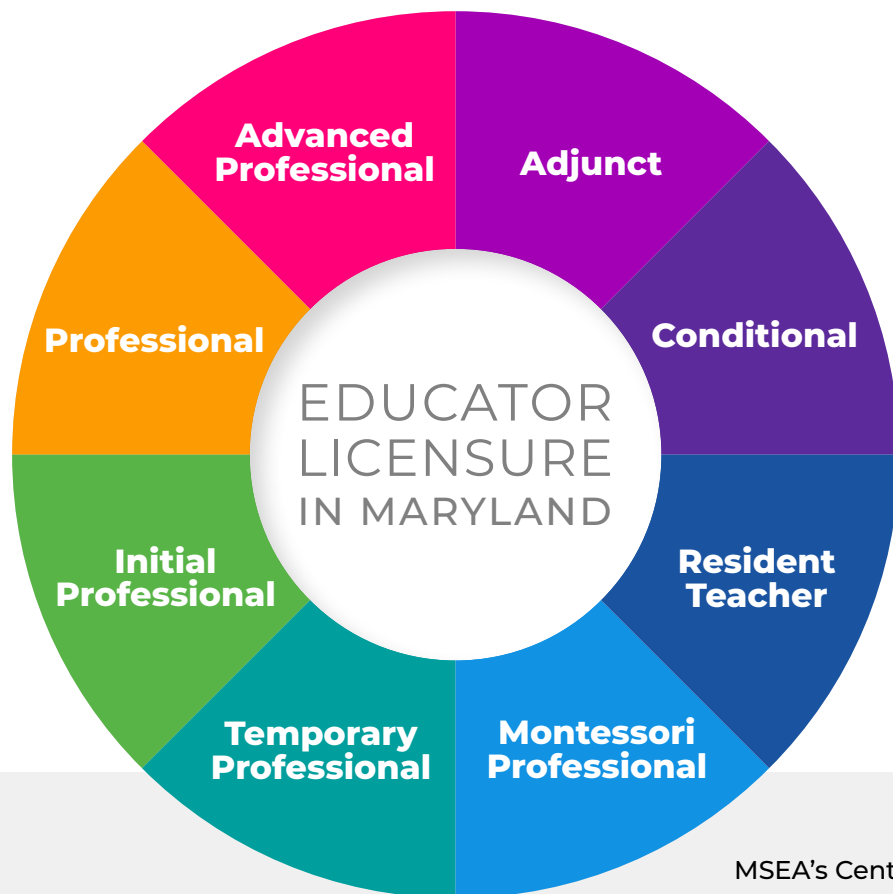 Advanced
Professional
Adjunct
Professional
Conditional
EDUCATOR
LICENSURE
IN MARYLAND
Initial
Professional
Resident
Teacher
Temporary
Professional
Montessori
Professional
MSEA's Cent